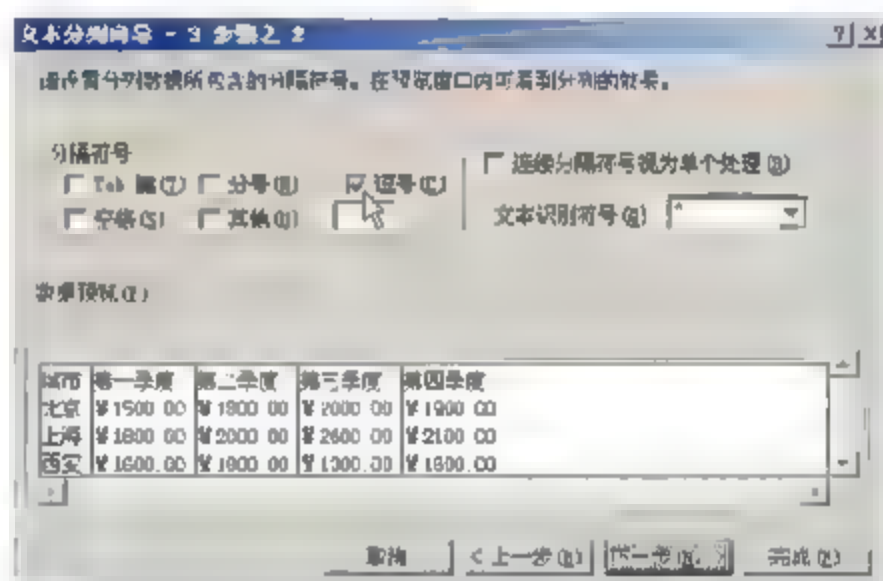 文本分列向导 - 3 步骤之 2
请设置分列数据所包含的分隔符号。在预览窗口内可看到分列的效果。
分隔符号
Tab 键(T) 分号(M) 逗号(C) 连续分隔符号视为单个处理(R)
空格(S) 其他(O) 文本识别符号(Q) "
数据预览(P)
城市 第一季度 第二季度 第三季度 第四季度
北京 ¥1500.00 ¥1800.00 ¥2000.00 ¥1900.00
上海 ¥1800.00 ¥2000.00 ¥2600.00 ¥2100.00
西安 ¥1600.00 ¥1800.00 ¥ ¥1600.00
取消 < 上一步(B) 下一步(N) > 完成(F)